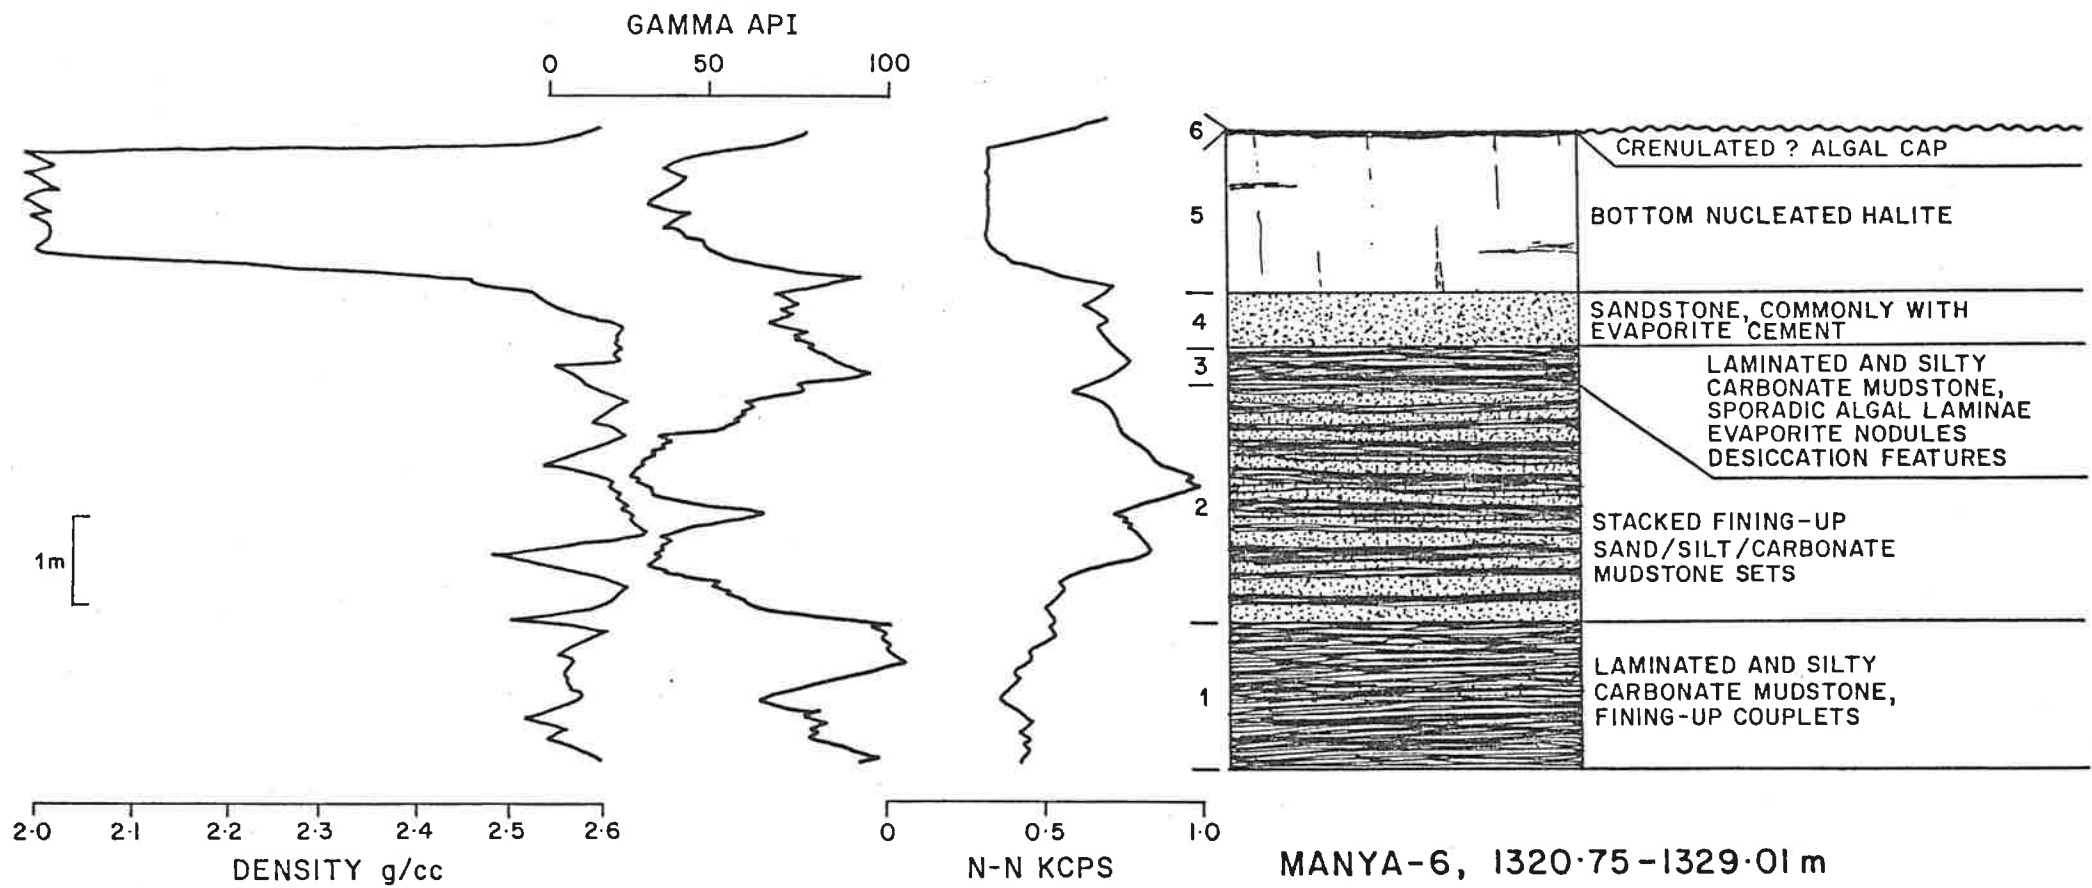 GAMMA API
0 50 100
6
CRENULATED ? ALGAL CAP
5
BOTTOM NUCLEATED HALITE
4
SANDSTONE, COMMONLY WITH
EVAPORITE CEMENT
3
LAMINATED AND SILTY
CARBONATE MUDSTONE,
SPORADIC ALGAL LAMINAE
EVAPORITE NODULES
DESICCATION FEATURES
2
STACKED FINING-UP
SAND/SILT/CARBONATE
MUDSTONE SETS
1m
1
LAMINATED AND SILTY
CARBONATE MUDSTONE,
FINING-UP COUPLETS
2·0 2·1 2·2 2·3 2·4 2·5 2·6
DENSITY g/cc
0 0·5 1·0
N-N KCPS
MANYA-6, 1320·75-1329·01 m